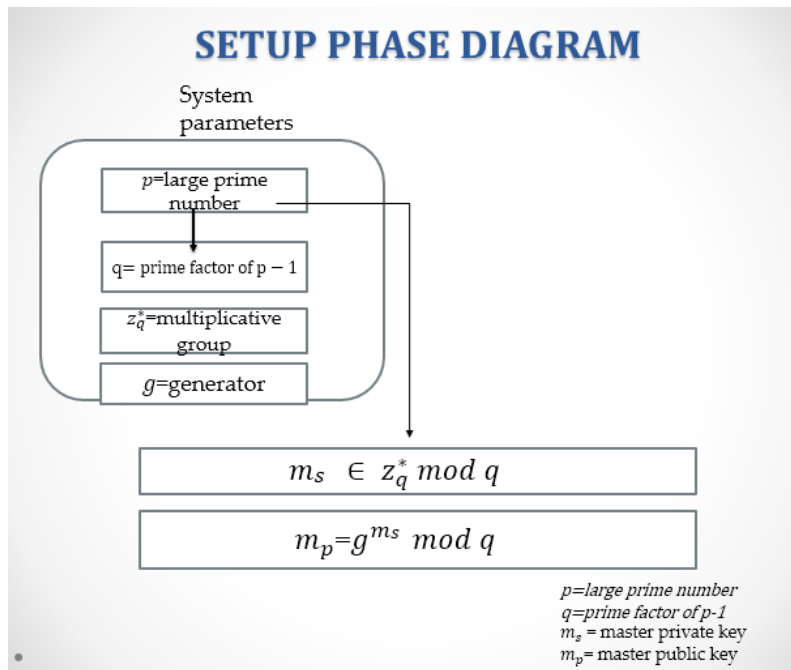 SETUP PHASE DIAGRAM
System
parameters
p=large prime
number
q= prime factor of p − 1
z*q=multiplicative
group
g=generator
mₛ ∈ z*q mod q
mₚ=g^mₛ mod q
p=large prime number
q=prime factor of p-1
mₛ = master private key
mₚ= master public key